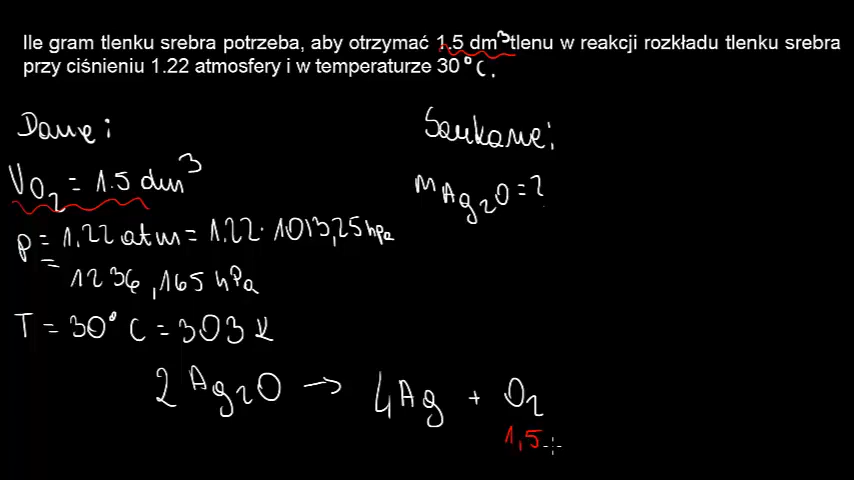 Ile gram tlenku srebra potrzeba, aby otrzymać 1.5 dm³ tlenu w reakcji rozkładu tlenku srebra
przy ciśnieniu 1.22 atmosfery i w temperaturze 30°C.
Dane:
Szukane:
VO₂ = 1.5 dm³
mAg₂O = ?
p = 1.22 atm = 1.22 · 1013,25 hPa
= 1236,165 hPa
T = 30°C = 303 K
2Ag₂O → 4Ag + O₂
1,5